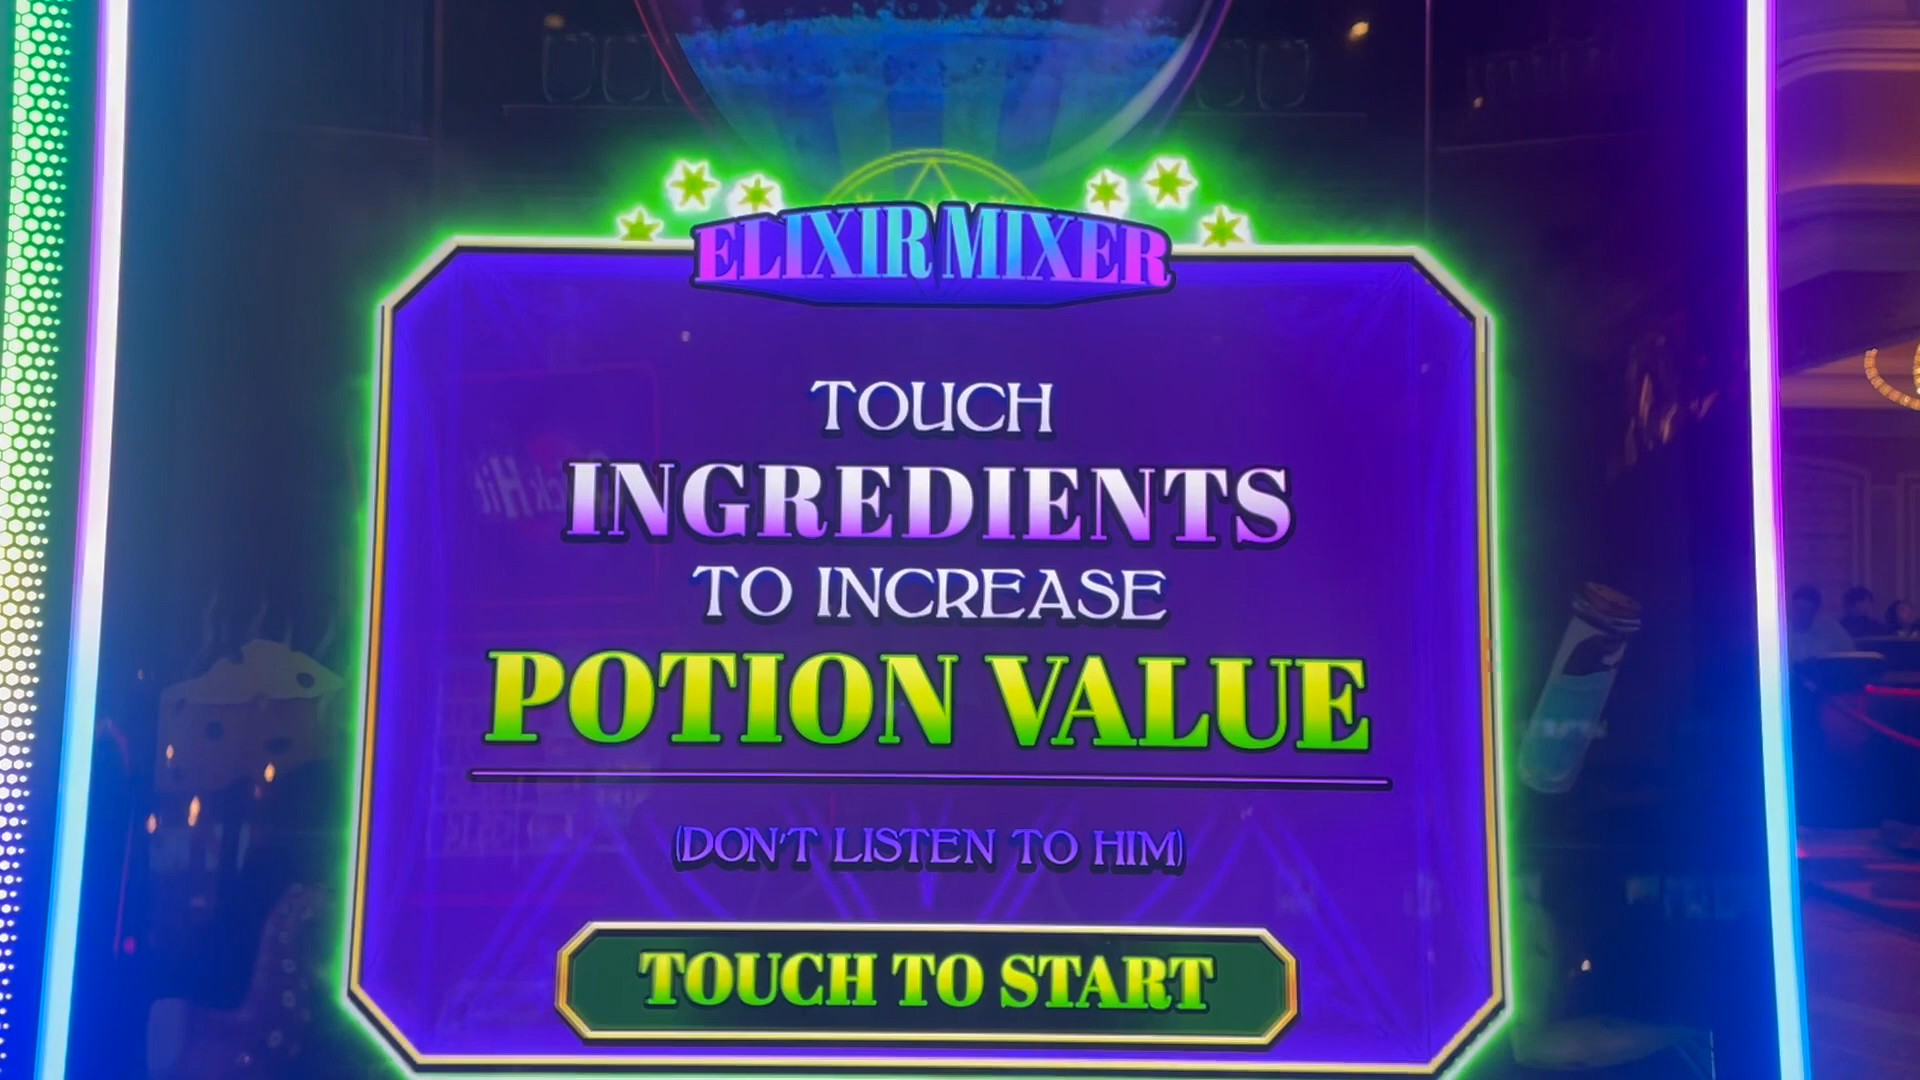 ELIXIR MIXER
TOUCH
INGREDIENTS
TO INCREASE
POTION VALUE
(DON'T LISTEN TO HIM)
TOUCH TO START